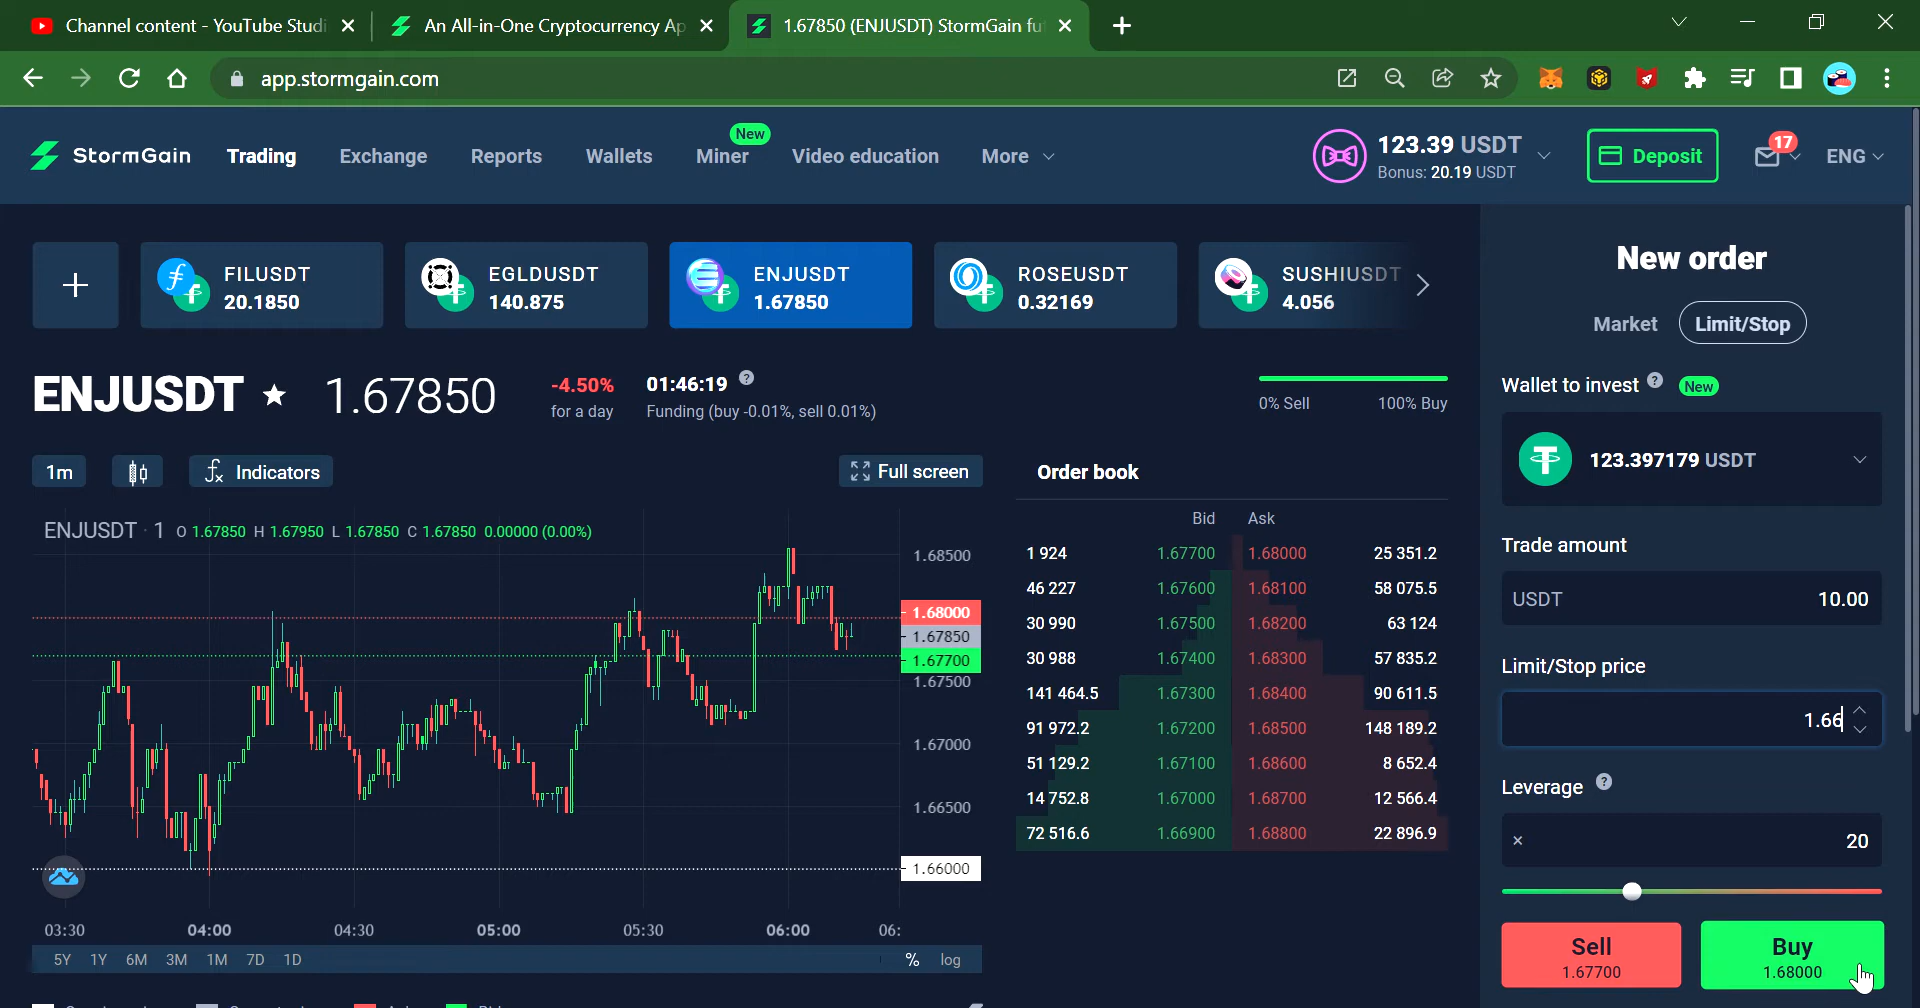 Channel content - YouTube Studi
An All-in-One Cryptocurrency Ap
1.67850 (ENJUSDT) StormGain fu
app.stormgain.com
StormGain
Trading
Exchange
Reports
Wallets
Miner
New
Video education
More
123.39 USDT
Bonus: 20.19 USDT
Deposit
17
ENG
+
FILUSDT
20.1850
EGLDUSDT
140.875
ENJUSDT
1.67850
ROSEUSDT
0.32169
SUSHIUSDT
4.056
ENJUSDT ★ 1.67850
-4.50%
for a day
01:46:19 ?
Funding (buy -0.01%, sell 0.01%)
0% Sell
100% Buy
1m
fx Indicators
Full screen
ENJUSDT · 1 O 1.67850 H 1.67950 L 1.67850 C 1.67850 0.00000 (0.00%)
1.68500
1.68000
1.67850
1.67700
1.67500
1.67000
1.66500
1.66000
03:30 04:00 04:30 05:00 05:30 06:00 06:
5Y 1Y 6M 3M 1M 7D 1D
% log
Order book
Bid Ask
1 924 1.67700 1.68000 25 351.2
46 227 1.67600 1.68100 58 075.5
30 990 1.67500 1.68200 63 124
30 988 1.67400 1.68300 57 835.2
141 464.5 1.67300 1.68400 90 611.5
91 972.2 1.67200 1.68500 148 189.2
51 129.2 1.67100 1.68600 8 652.4
14 752.8 1.67000 1.68700 12 566.4
72 516.6 1.66900 1.68800 22 896.9
New order
Market
Limit/Stop
Wallet to invest ? New
123.397179 USDT
Trade amount
USDT 10.00
Limit/Stop price
1.66
Leverage ?
× 20
Sell
1.67700
Buy
1.68000